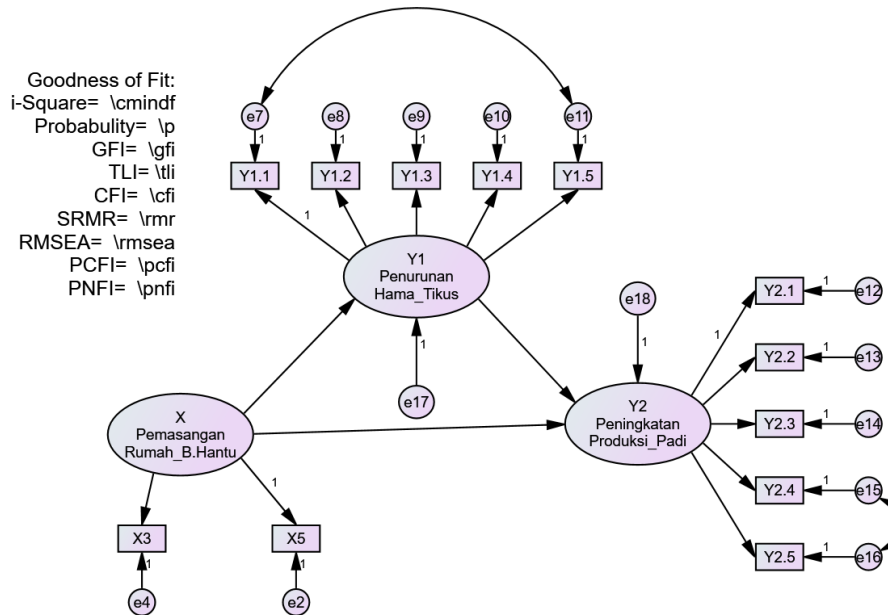 Goodness of Fit:
i-Square= \cmindf
Probabulity= \p
GFI= \gfi
TLI= \tli
CFI= \cfi
SRMR= \rmr
RMSEA= \rmsea
PCFI= \pcfi
PNFI= \pnfi
e7
e8
e9
e10
e11
1
1
1
1
1
Y1.1
Y1.2
Y1.3
Y1.4
Y1.5
1
Y1
Penurunan
Hama_Tikus
1
e17
e18
1
X
Pemasangan
Rumah_B.Hantu
1
X3
X5
1
1
e4
e2
Y2
Peningkatan
Produksi_Padi
1
Y2.1
1
e12
Y2.2
1
e13
Y2.3
1
e14
Y2.4
1
e15
Y2.5
1
e16